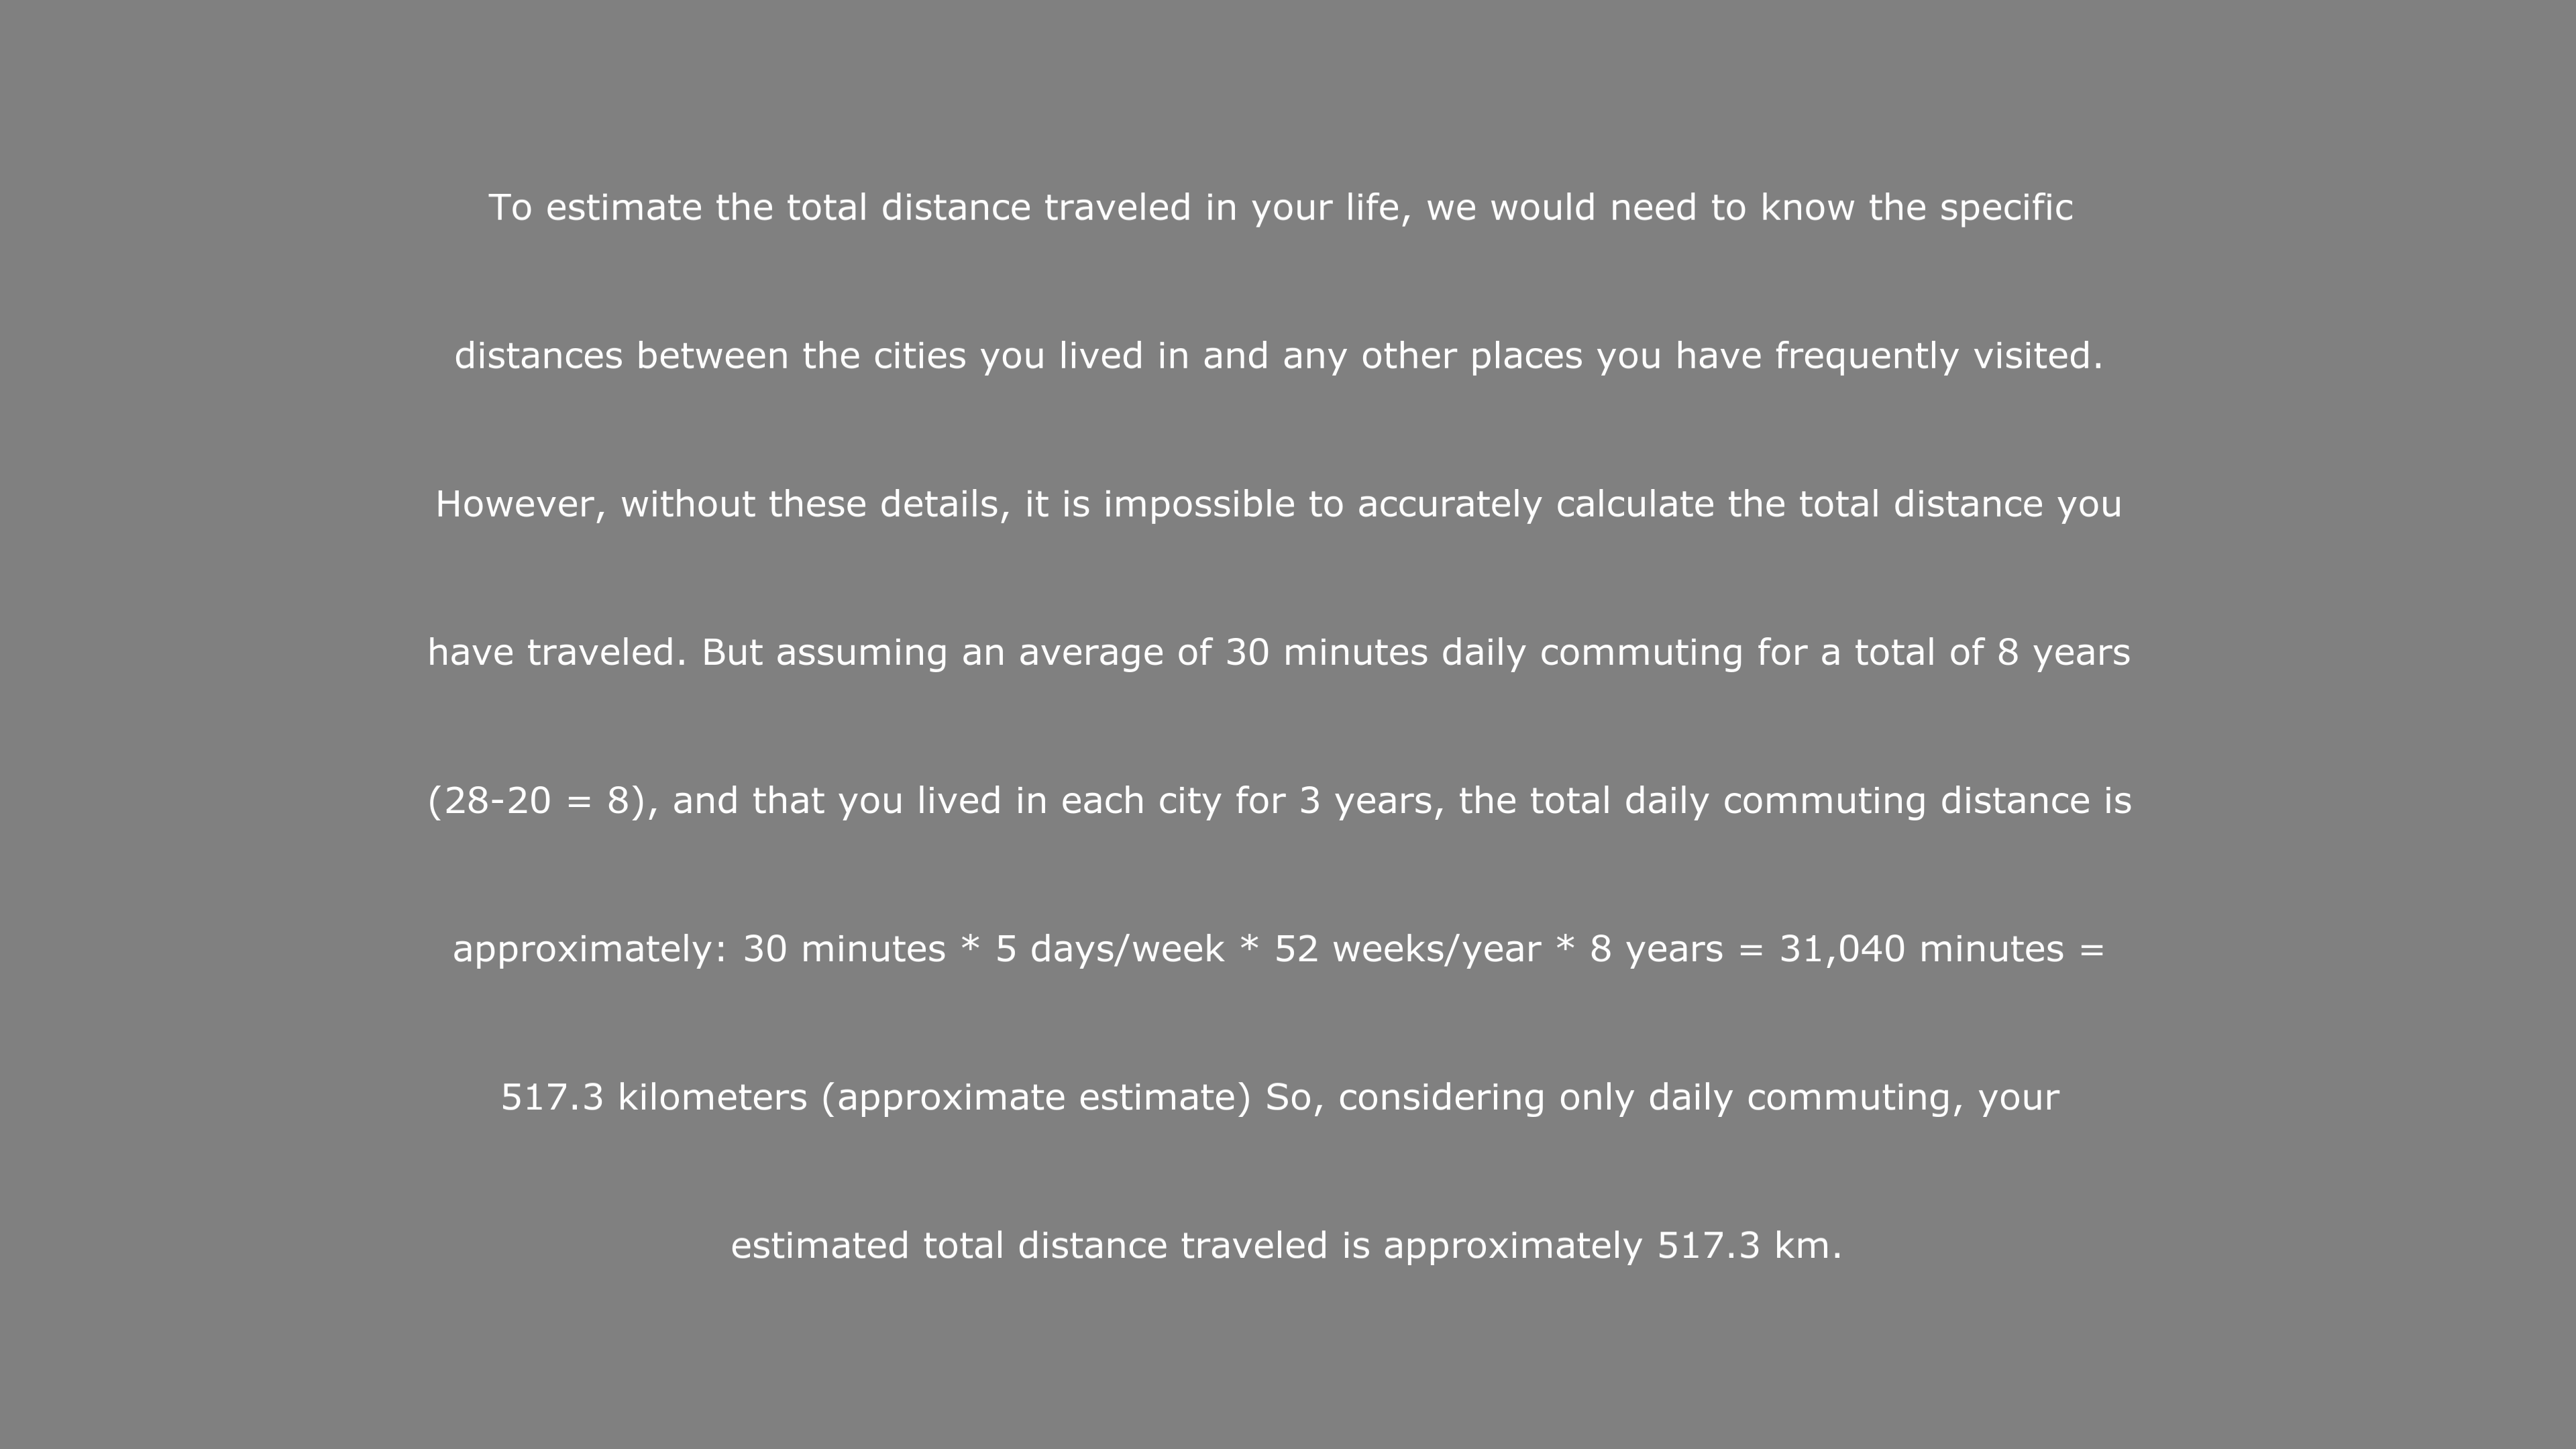 To estimate the total distance traveled in your life, we would need to know the specific
distances between the cities you lived in and any other places you have frequently visited.
However, without these details, it is impossible to accurately calculate the total distance you
have traveled. But assuming an average of 30 minutes daily commuting for a total of 8 years
(28-20 = 8), and that you lived in each city for 3 years, the total daily commuting distance is
approximately: 30 minutes * 5 days/week * 52 weeks/year * 8 years = 31,040 minutes =
517.3 kilometers (approximate estimate) So, considering only daily commuting, your
estimated total distance traveled is approximately 517.3 km.